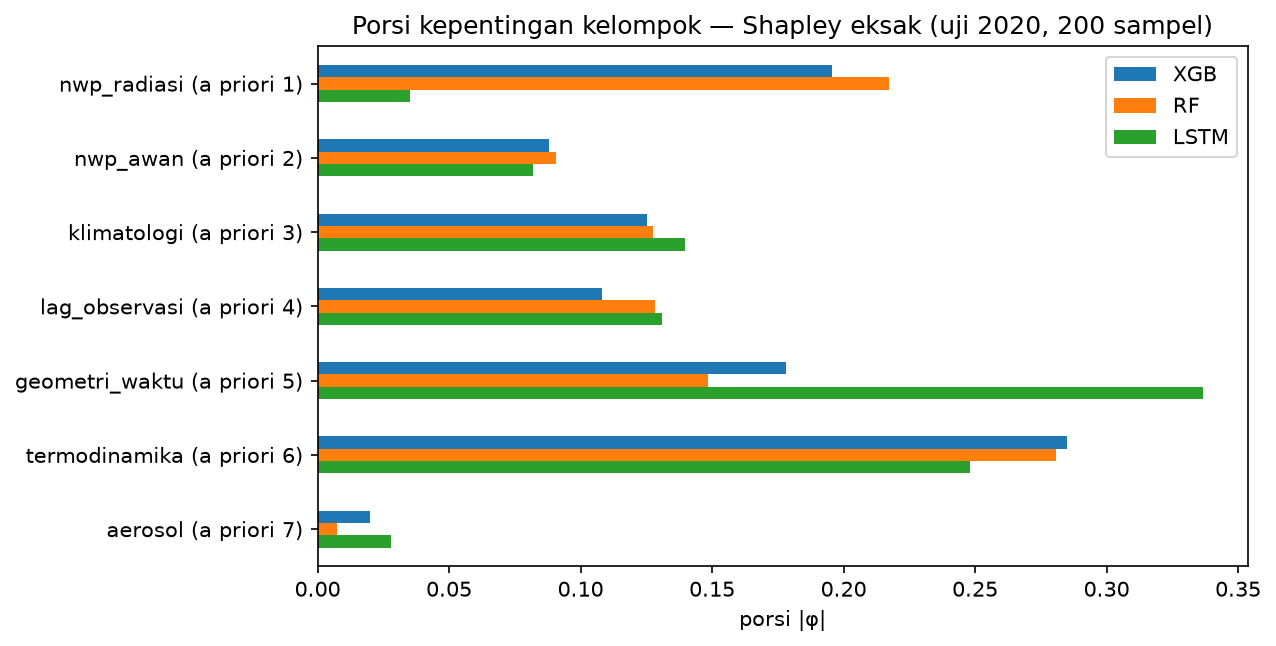 Porsi kepentingan kelompok — Shapley eksak (uji 2020, 200 sampel)
XGB
RF
LSTM
nwp_radiasi (a priori 1)
nwp_awan (a priori 2)
klimatologi (a priori 3)
lag_observasi (a priori 4)
geometri_waktu (a priori 5)
termodinamika (a priori 6)
aerosol (a priori 7)
0.00 0.05 0.10 0.15 0.20 0.25 0.30 0.35
porsi |φ|